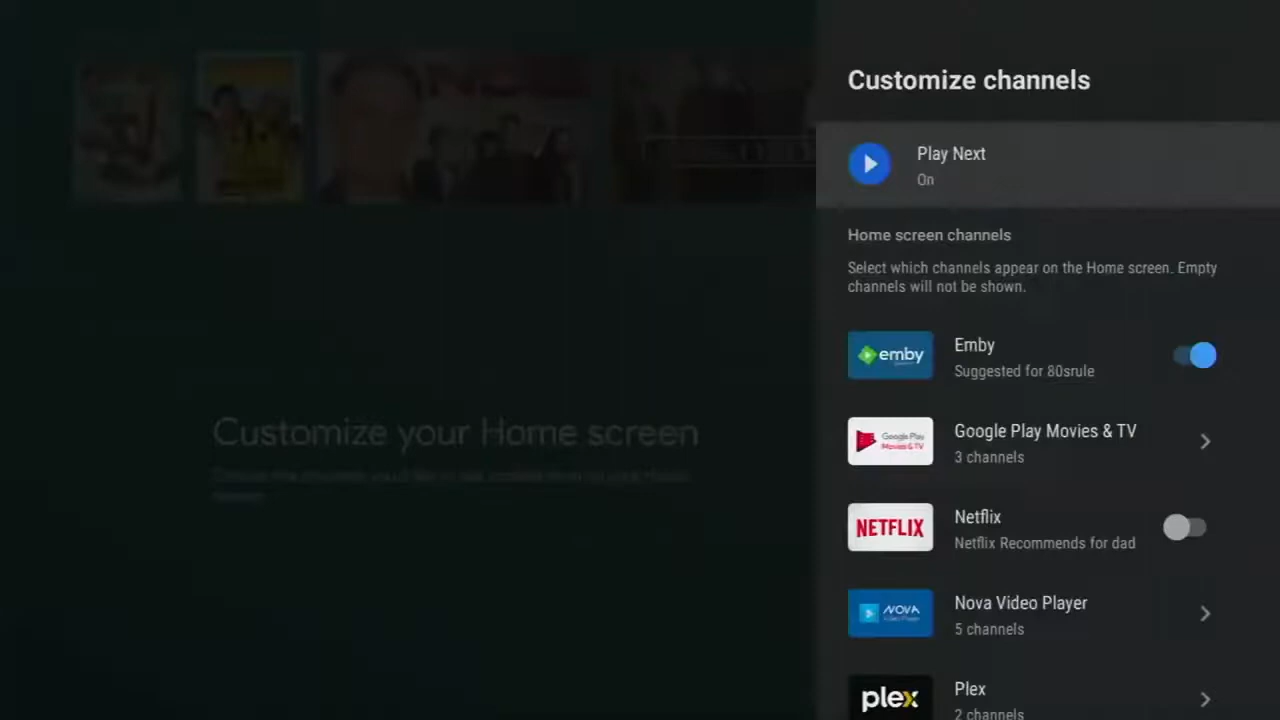 Customize channels
Play Next
On
Home screen channels
Select which channels appear on the Home screen. Empty
channels will not be shown.
emby
Emby
Suggested for 80srule
Google Play
Movies & TV
Google Play Movies & TV
3 channels
NETFLIX
Netflix
Netflix Recommends for dad
NOVA
Video Player
Nova Video Player
5 channels
plex
Plex
2 channels
Customize your Home screen